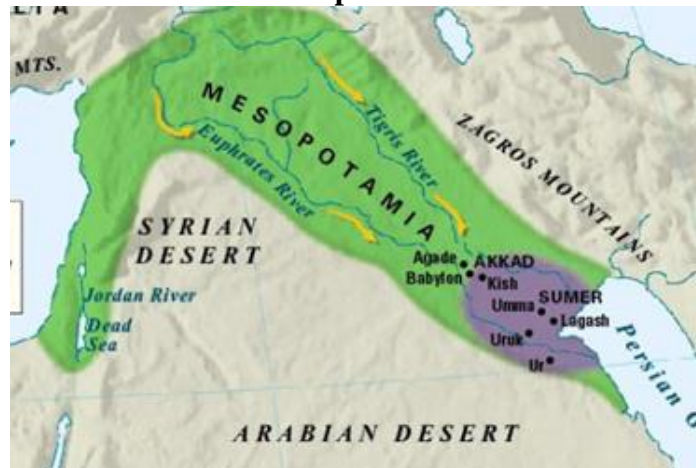 MTS.
MESOPOTAMIA
Tigris River
Euphrates River
ZAGROS MOUNTAINS
SYRIAN
DESERT
Agade
AKKAD
Babylon
Kish
Umma
SUMER
Lagash
Uruk
Ur
Jordan River
Dead
Sea
Persian
ARABIAN DESERT